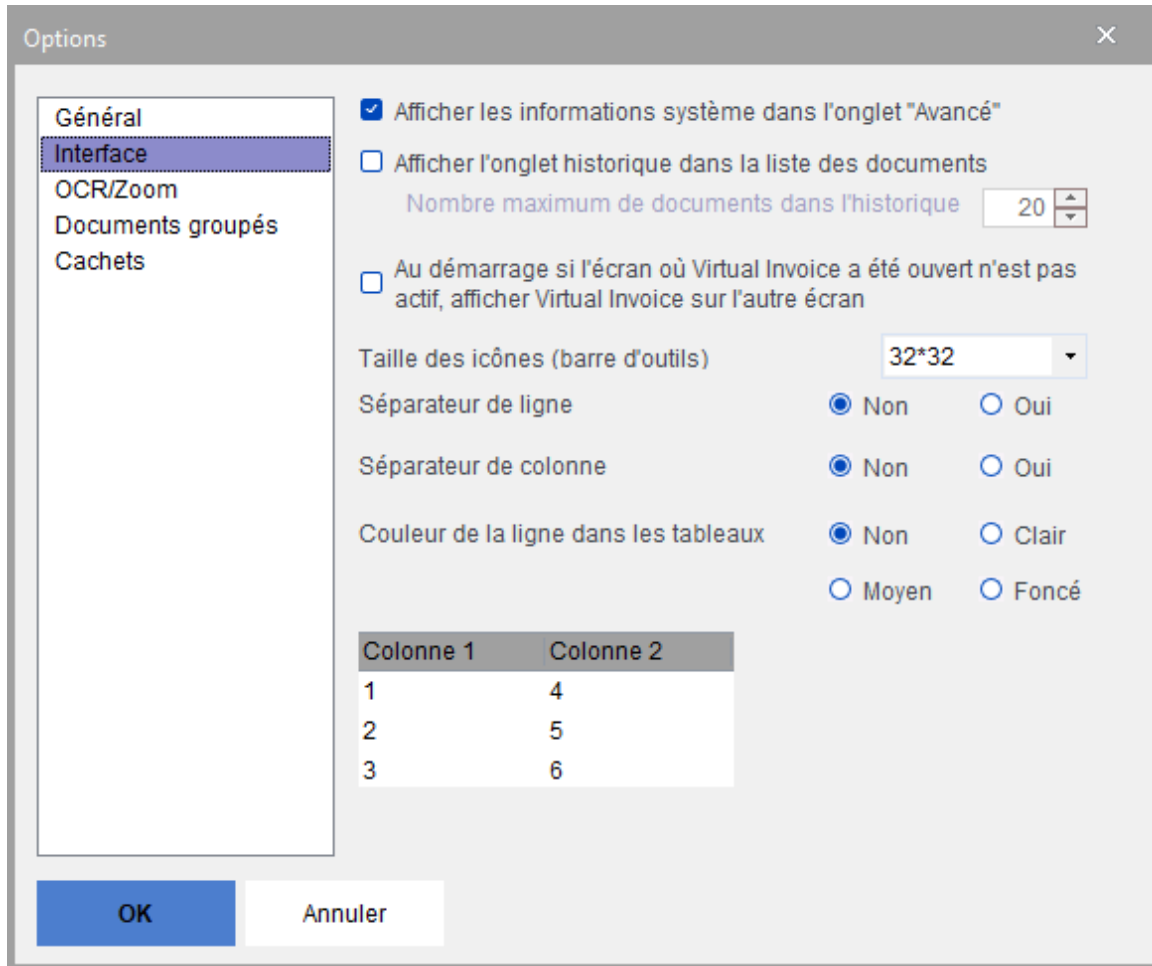 Options
Général
Interface
OCR/Zoom
Documents groupés
Cachets
Afficher les informations système dans l'onglet "Avancé"
Afficher l'onglet historique dans la liste des documents
Nombre maximum de documents dans l'historique 20
Au démarrage si l'écran où Virtual Invoice a été ouvert n'est pas
actif, afficher Virtual Invoice sur l'autre écran
Taille des icônes (barre d'outils) 32*32
Séparateur de ligne Non Oui
Séparateur de colonne Non Oui
Couleur de la ligne dans les tableaux Non Clair
Moyen Foncé
Colonne 1 Colonne 2
1 4
2 5
3 6
OK Annuler